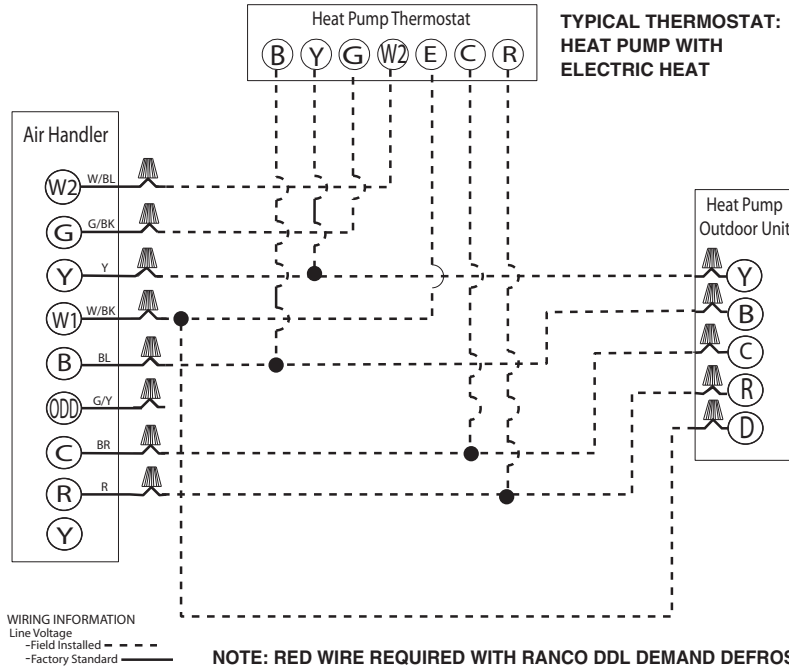 Heat Pump Thermostat
B Y G W2 E C R
TYPICAL THERMOSTAT:
HEAT PUMP WITH
ELECTRIC HEAT
Air Handler
W2 W/BL
G G/BK
Y Y
W1 W/BK
B BL
ODD G/Y
C BR
R R
Y
Heat Pump
Outdoor Unit
Y
B
C
R
D
WIRING INFORMATION
Line Voltage
-Field Installed
-Factory Standard
NOTE: RED WIRE REQUIRED WITH RANCO DDL DEMAND DEFROS